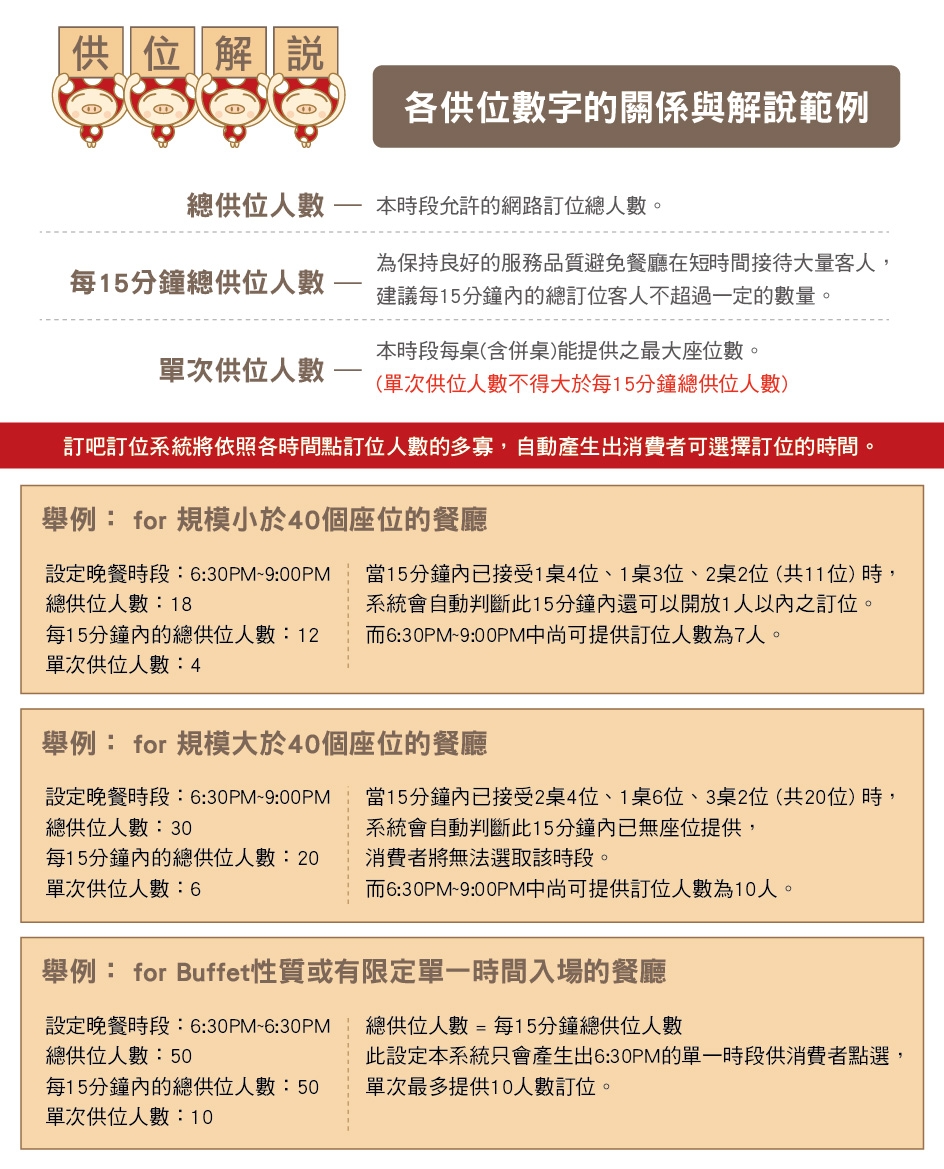 供位解説
各供位數字的關係與解說範例
總供位人數 — 本時段允許的網路訂位總人數。
每15分鐘總供位人數 — 為保持良好的服務品質避免餐廳在短時間接待大量客人，
建議每15分鐘內的總訂位客人不超過一定的數量。
單次供位人數 — 本時段每桌(含併桌)能提供之最大座位數。
(單次供位人數不得大於每15分鐘總供位人數)
訂吧訂位系統將依照各時間點訂位人數的多寡，自動產生出消費者可選擇訂位的時間。
舉例： for 規模小於40個座位的餐廳
設定晚餐時段：6:30PM~9:00PM
總供位人數：18
每15分鐘內的總供位人數：12
單次供位人數：4
當15分鐘內已接受1桌4位、1桌3位、2桌2位 (共11位) 時，
系統會自動判斷此15分鐘內還可以開放1人以內之訂位。
而6:30PM~9:00PM中尚可提供訂位人數為7人。
舉例： for 規模大於40個座位的餐廳
設定晚餐時段：6:30PM~9:00PM
總供位人數：30
每15分鐘內的總供位人數：20
單次供位人數：6
當15分鐘內已接受2桌4位、1桌6位、3桌2位 (共20位) 時，
系統會自動判斷此15分鐘內已無座位提供，
消費者將無法選取該時段。
而6:30PM~9:00PM中尚可提供訂位人數為10人。
舉例： for Buffet性質或有限定單一時間入場的餐廳
設定晚餐時段：6:30PM~6:30PM
總供位人數：50
每15分鐘內的總供位人數：50
單次供位人數：10
總供位人數 = 每15分鐘總供位人數
此設定本系統只會產生出6:30PM的單一時段供消費者點選，
單次最多提供10人數訂位。